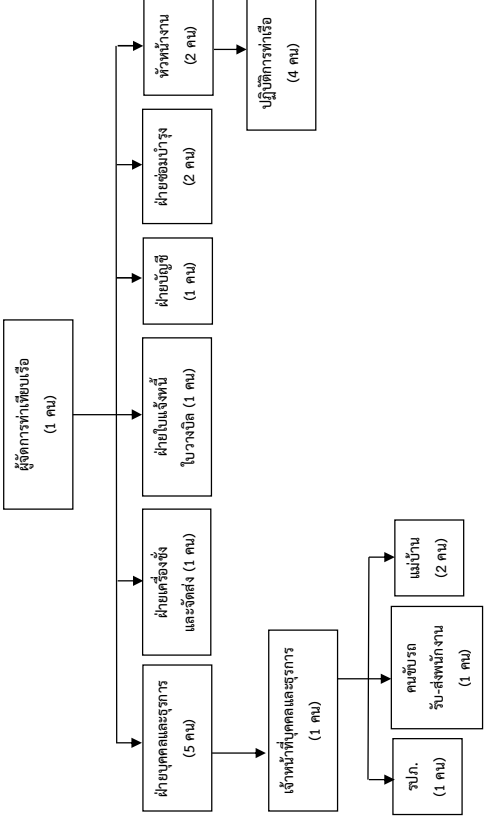 ผู้จัดการท่าเทียบเรือ
(1 คน)
ฝ่ายบุคคลและธุรการ
(5 คน)
ฝ่ายเครื่องชั่ง
และจัดส่ง (1 คน)
ฝ่ายใบแจ้งหนี้
ใบวางบิล (1 คน)
ฝ่ายบัญชี
(1 คน)
ฝ่ายซ่อมบำรุง
(2 คน)
หัวหน้างาน
(2 คน)
เจ้าหน้าที่บุคคลและธุรการ
(1 คน)
ปฏิบัติการท่าเรือ
(4 คน)
รปภ.
(1 คน)
คนขับรถ
รับ-ส่งพนักงาน
(1 คน)
แม่บ้าน
(2 คน)